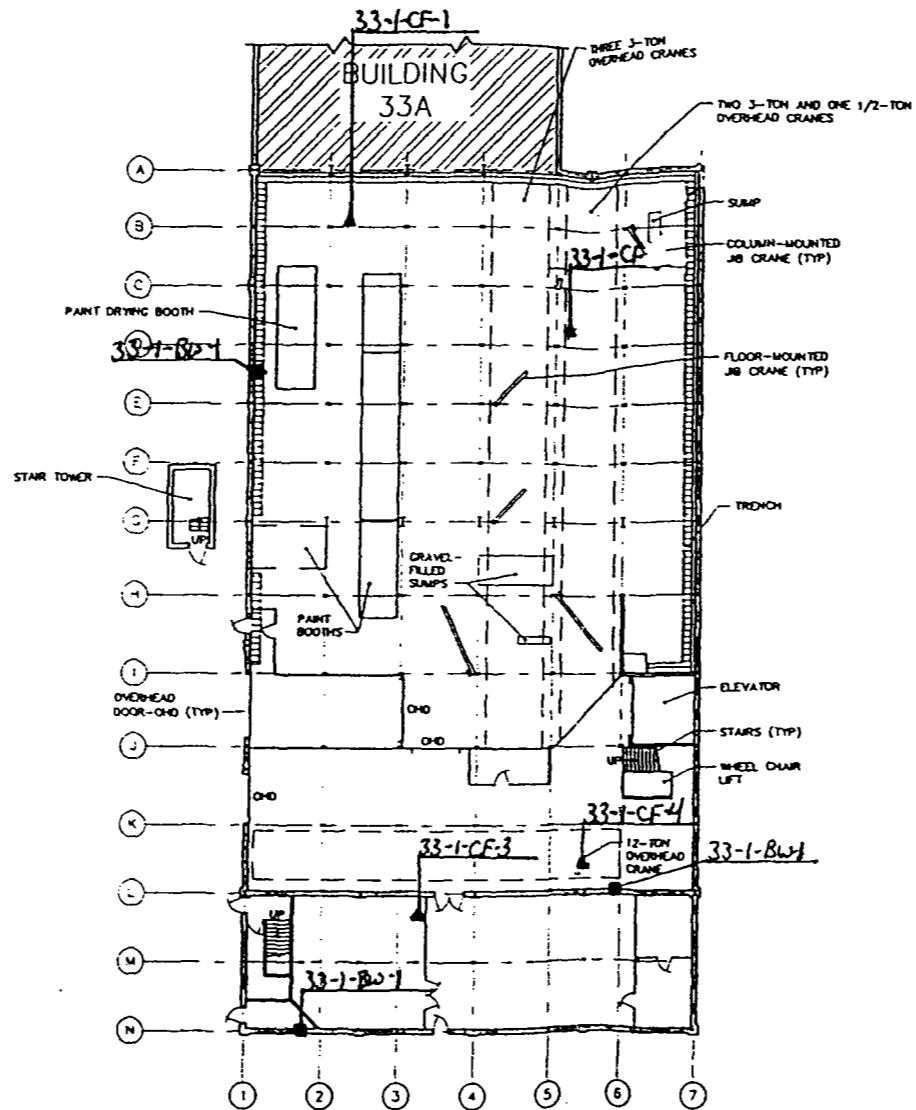 33-1-CF-1
THREE 3-TON
OVERHEAD CRANES
BUILDING
33A
TWO 3-TON AND ONE 1/2-TON
OVERHEAD CRANES
A
SUMP
B
COLUMN-MOUNTED
JIB CRANE (TYP)
33-1-CF
C
PAINT DRYING BOOTH
33-1-BW-1
FLOOR-MOUNTED
JIB CRANE (TYP)
E
F
STAIR TOWER
G
UP
TRENCH
GRAVEL-
FILLED
SUMPS
H
PAINT
BOOTHS
I
OVERHEAD
DOOR-OHD (TYP)
OHD
ELEVATOR
OHD
J
STAIRS (TYP)
UP
WHEEL CHAIR
LIFT
OHD
33-1-CF-4
K
33-1-CF-3
12-TON
OVERHEAD
CRANE
33-1-BW-1
L
UP
M
33-1-BW-1
N
1 2 3 4 5 6 7